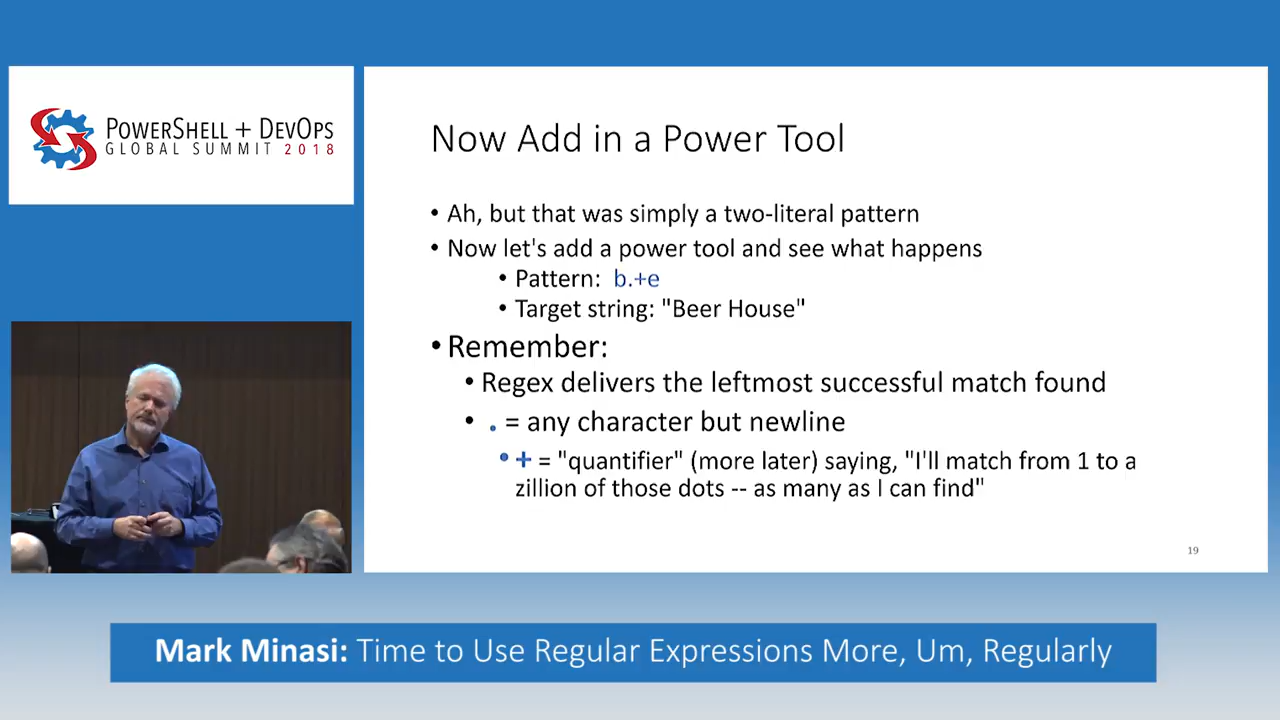 POWERSHELL + DEVOPS
GLOBAL SUMMIT 2018
Now Add in a Power Tool
• Ah, but that was simply a two-literal pattern
• Now let's add a power tool and see what happens
• Pattern: b.+e
• Target string: "Beer House"
• Remember:
• Regex delivers the leftmost successful match found
• . = any character but newline
• + = "quantifier" (more later) saying, "I'll match from 1 to a
zillion of those dots -- as many as I can find"
19
Mark Minasi: Time to Use Regular Expressions More, Um, Regularly